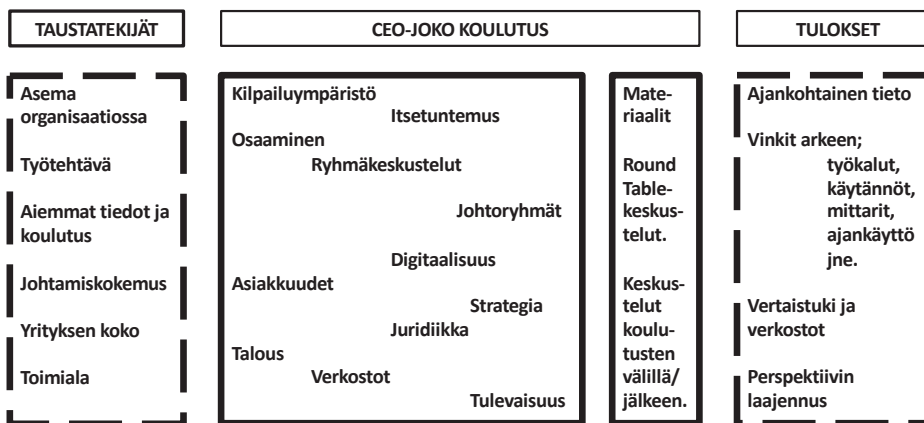 TAUSTATEKIJÄT
CEO-JOKO KOULUTUS
TULOKSET
Asema
organisaatiossa
Työtehtävä
Aiemmat tiedot ja
koulutus
Johtamiskokemus
Yrityksen koko
Toimiala
Kilpailuympäristö
Itsetuntemus
Osaaminen
Ryhmäkeskustelut
Johtoryhmät
Digitaalisuus
Asiakkuudet
Strategia
Juridiikka
Talous
Verkostot
Tulevaisuus
Mate-
riaalit
Round
Table-
keskus-
telut.
Keskus-
telut
koulu-
tusten
välillä/
jälkeen.
Ajankohtainen tieto
Vinkit arkeen;
työkalut,
käytännöt,
mittarit,
ajankäyttö
jne.
Vertaistuki ja
verkostot
Perspektiivin
laajennus